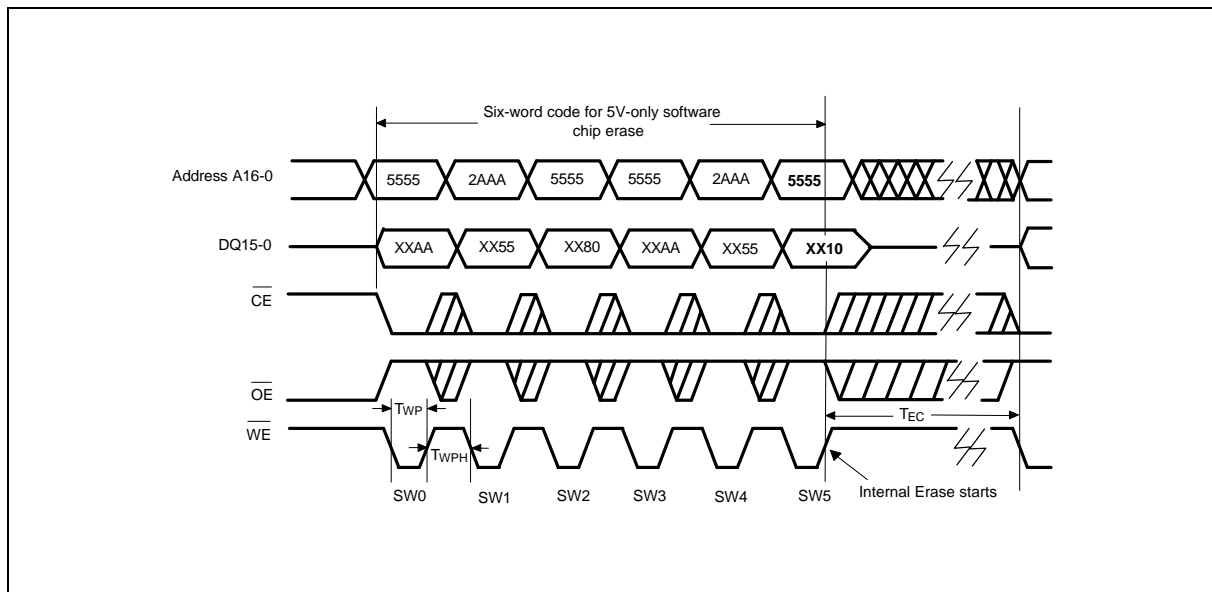 Six-word code for 5V-only software
chip erase
Address A16-0
5555
2AAA
5555
5555
2AAA
5555
DQ15-0
XXAA
XX55
XX80
XXAA
XX55
XX10
CE
OE
TWP
TEC
WE
TWPH
SW0
SW1
SW2
SW3
SW4
SW5
Internal Erase starts